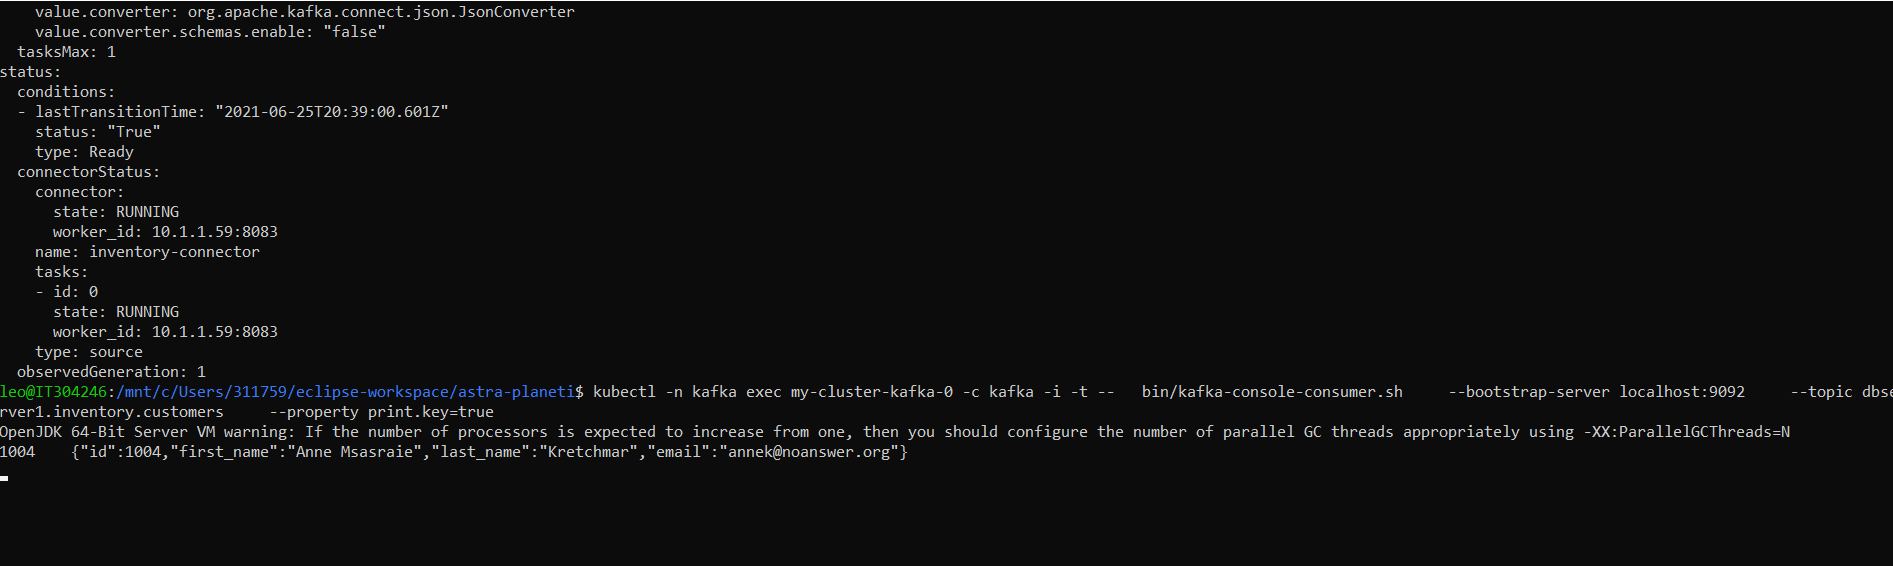 value.converter: org.apache.kafka.connect.json.JsonConverter
    value.converter.schemas.enable: "false"
  tasksMax: 1
status:
  conditions:
  - lastTransitionTime: "2021-06-25T20:39:00.601Z"
    status: "True"
    type: Ready
  connectorStatus:
    connector:
      state: RUNNING
      worker_id: 10.1.1.59:8083
    name: inventory-connector
    tasks:
    - id: 0
      state: RUNNING
      worker_id: 10.1.1.59:8083
    type: source
  observedGeneration: 1
leo@IT304246:/mnt/c/Users/311759/eclipse-workspace/astra-planeti$ kubectl -n kafka exec my-cluster-kafka-0 -c kafka -i -t --   bin/kafka-console-consumer.sh     --bootstrap-server localhost:9092     --topic dbse
rver1.inventory.customers     --property print.key=true
OpenJDK 64-Bit Server VM warning: If the number of processors is expected to increase from one, then you should configure the number of parallel GC threads appropriately using -XX:ParallelGCThreads=N
1004    {"id":1004,"first_name":"Anne Msasraie","last_name":"Kretchmar","email":"annek@noanswer.org"}